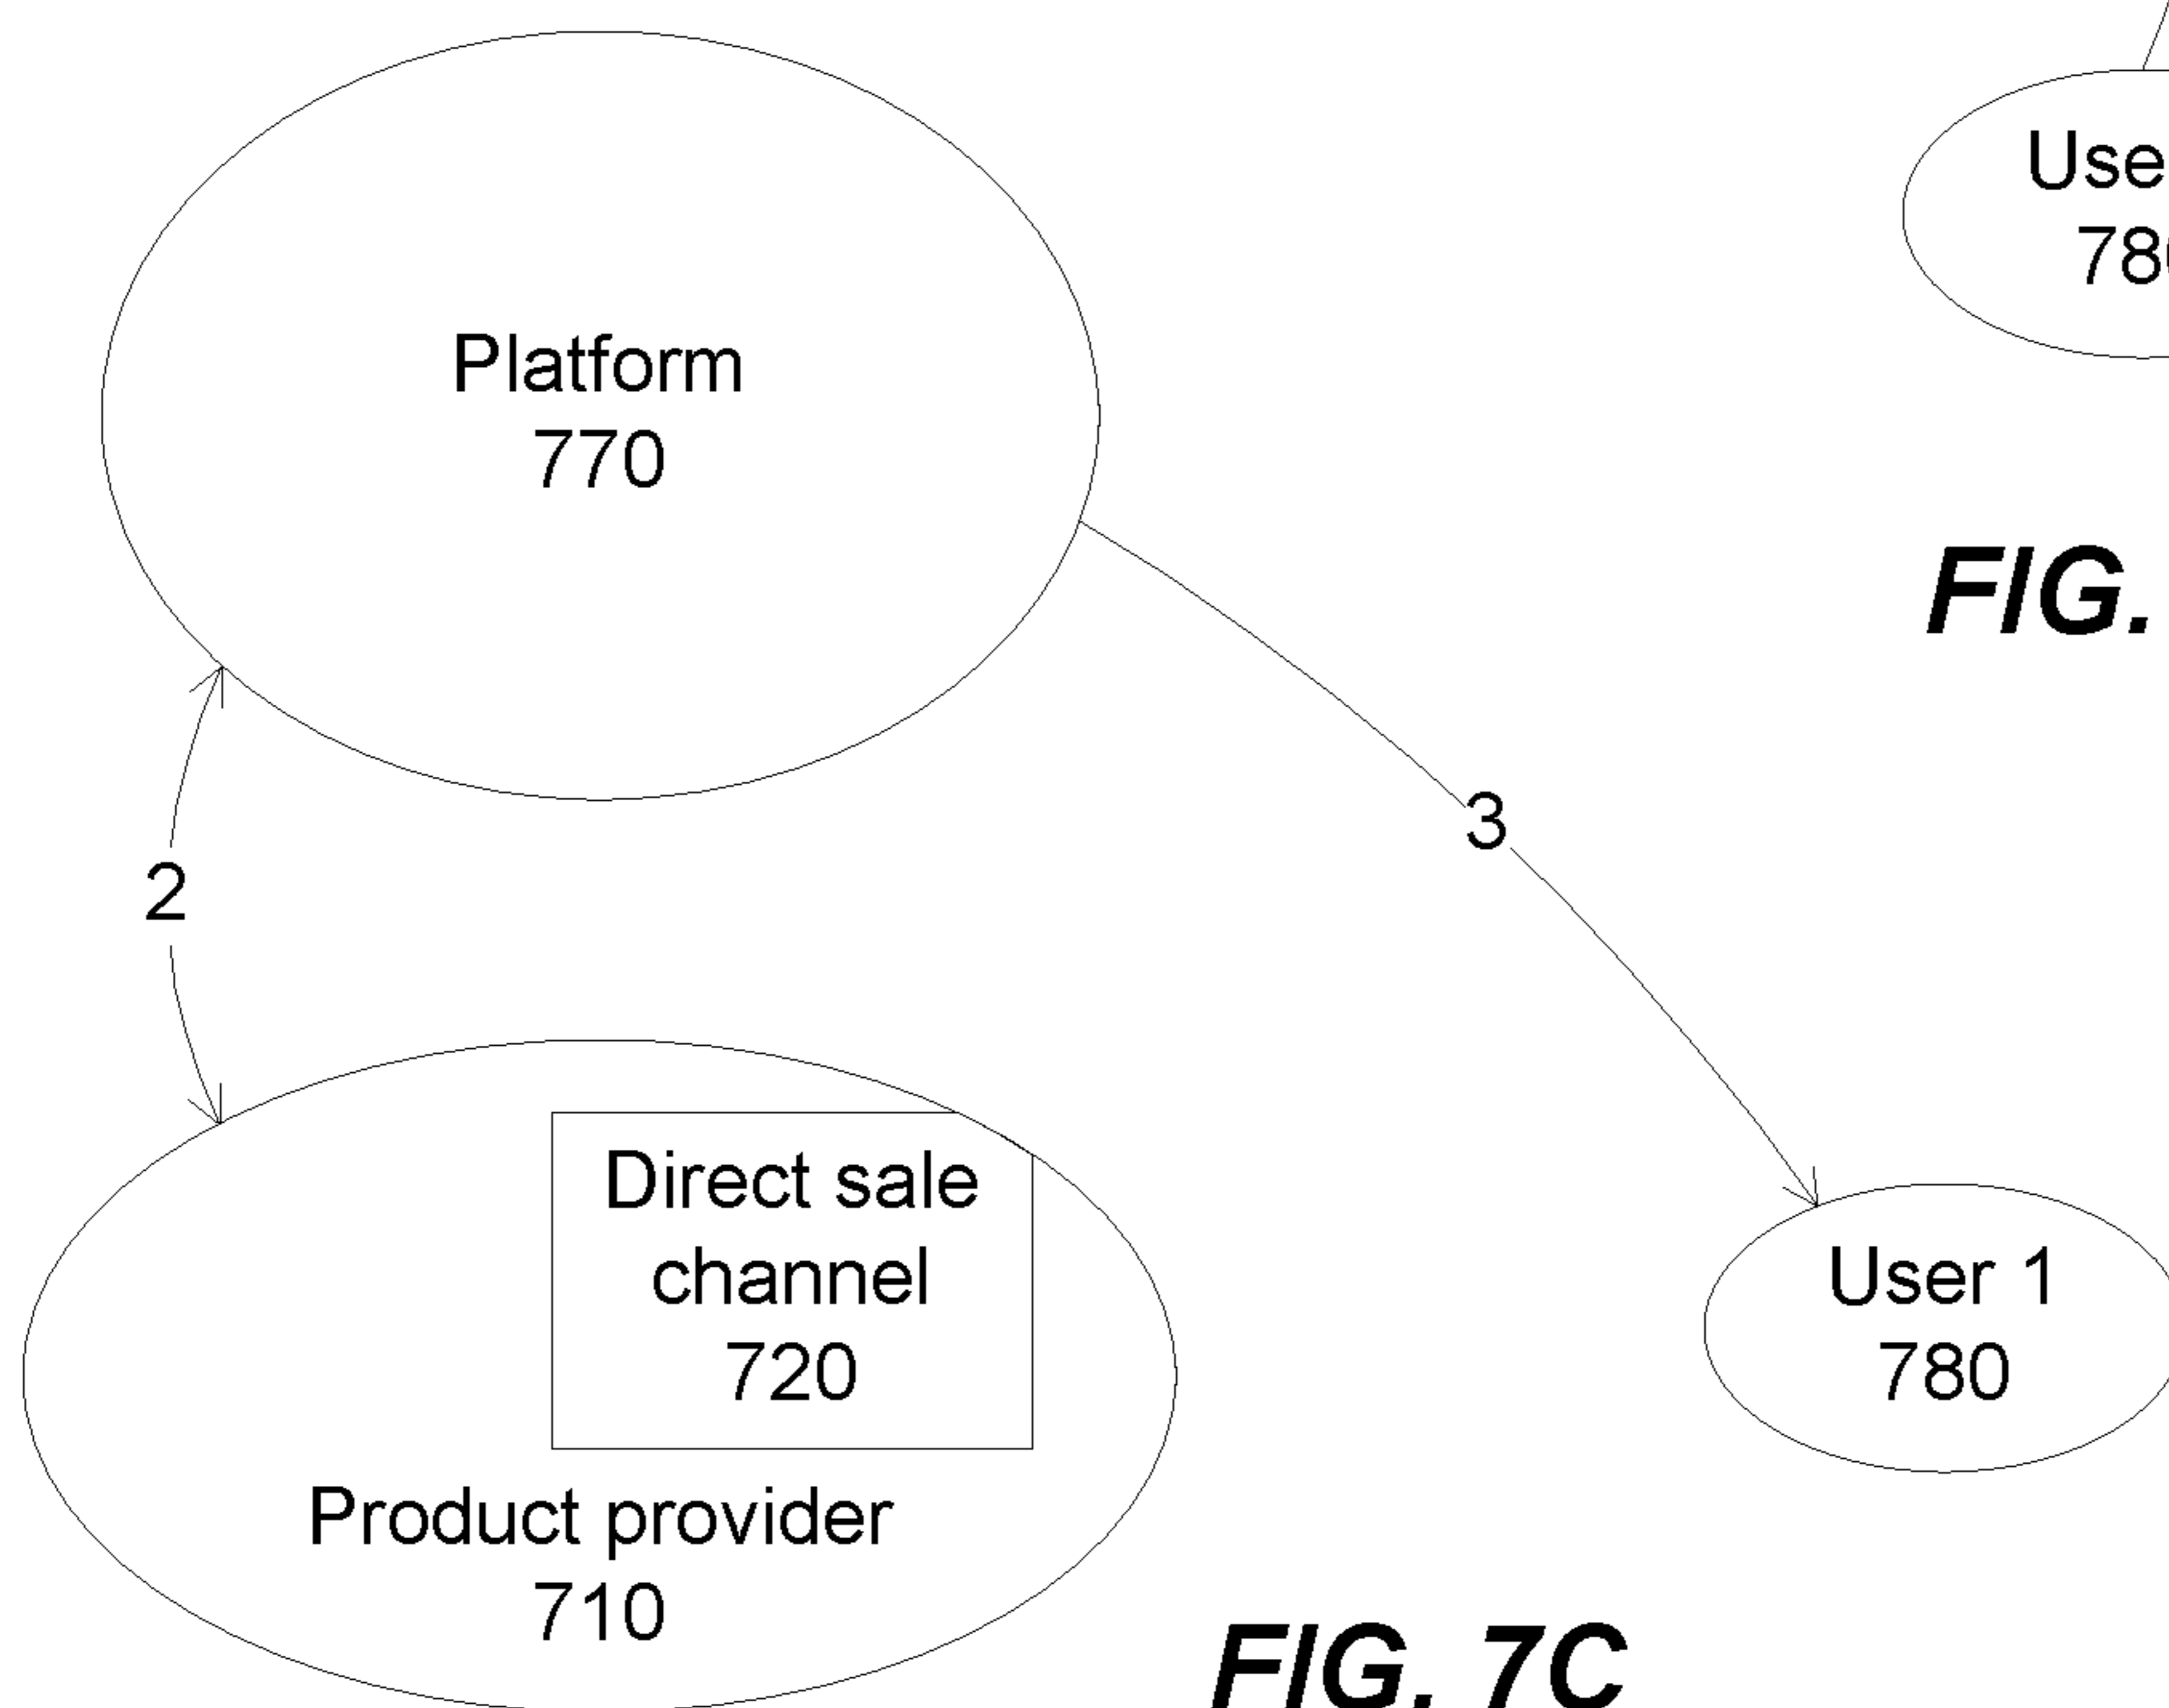 Platform
770
2
3
Direct sale
channel
720
Product provider
710
User 1
780
FIG. 7C
FIG.